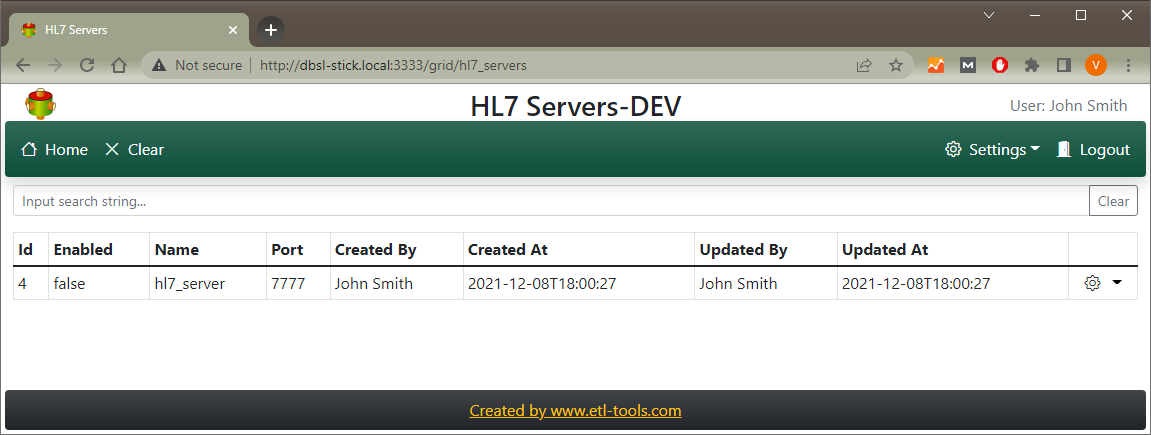 HL7 Servers
Not secure | http://dbsl-stick.local:3333/grid/hl7_servers
M
V
HL7 Servers-DEV
User: John Smith
Home Clear Settings Logout
Input search string... Clear
Id Enabled Name Port Created By Created At Updated By Updated At
4 false hl7_server 7777 John Smith 2021-12-08T18:00:27 John Smith 2021-12-08T18:00:27
Created by www.etl-tools.com